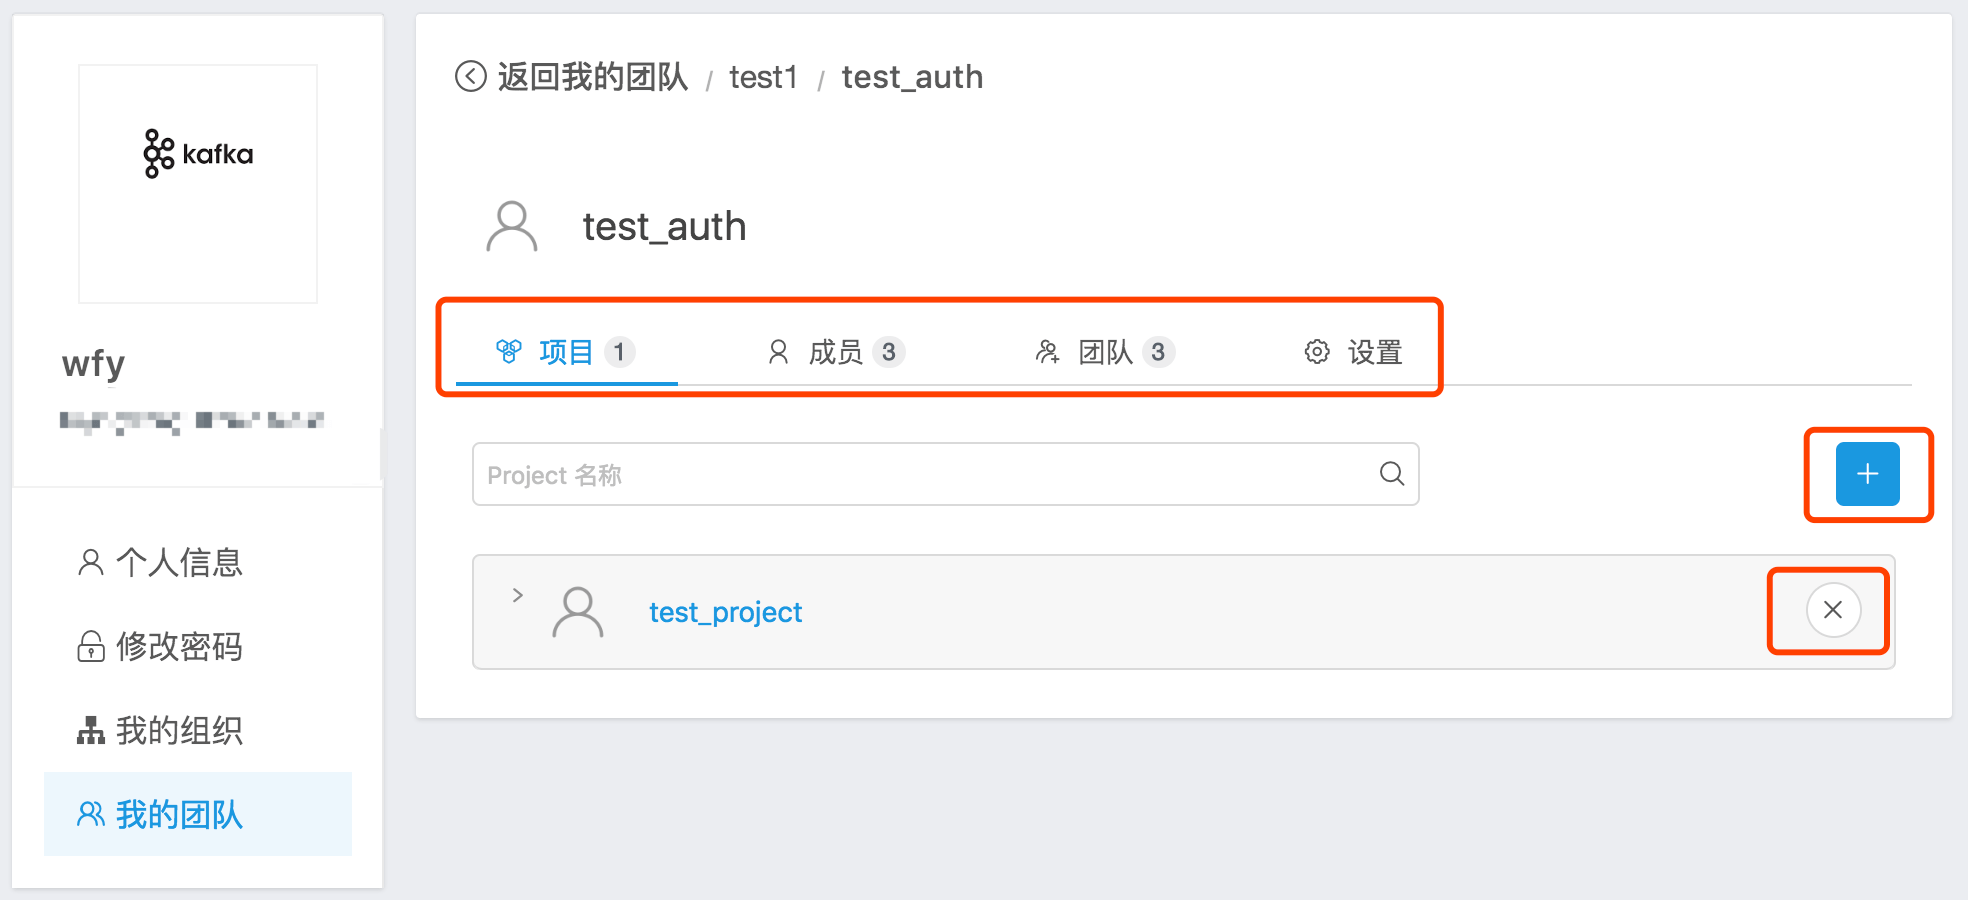 kafka
wfy
个人信息
修改密码
我的组织
我的团队
返回我的团队 / test1 / test_auth
test_auth
项目 1 成员 3 团队 3 设置
Project 名称
test_project